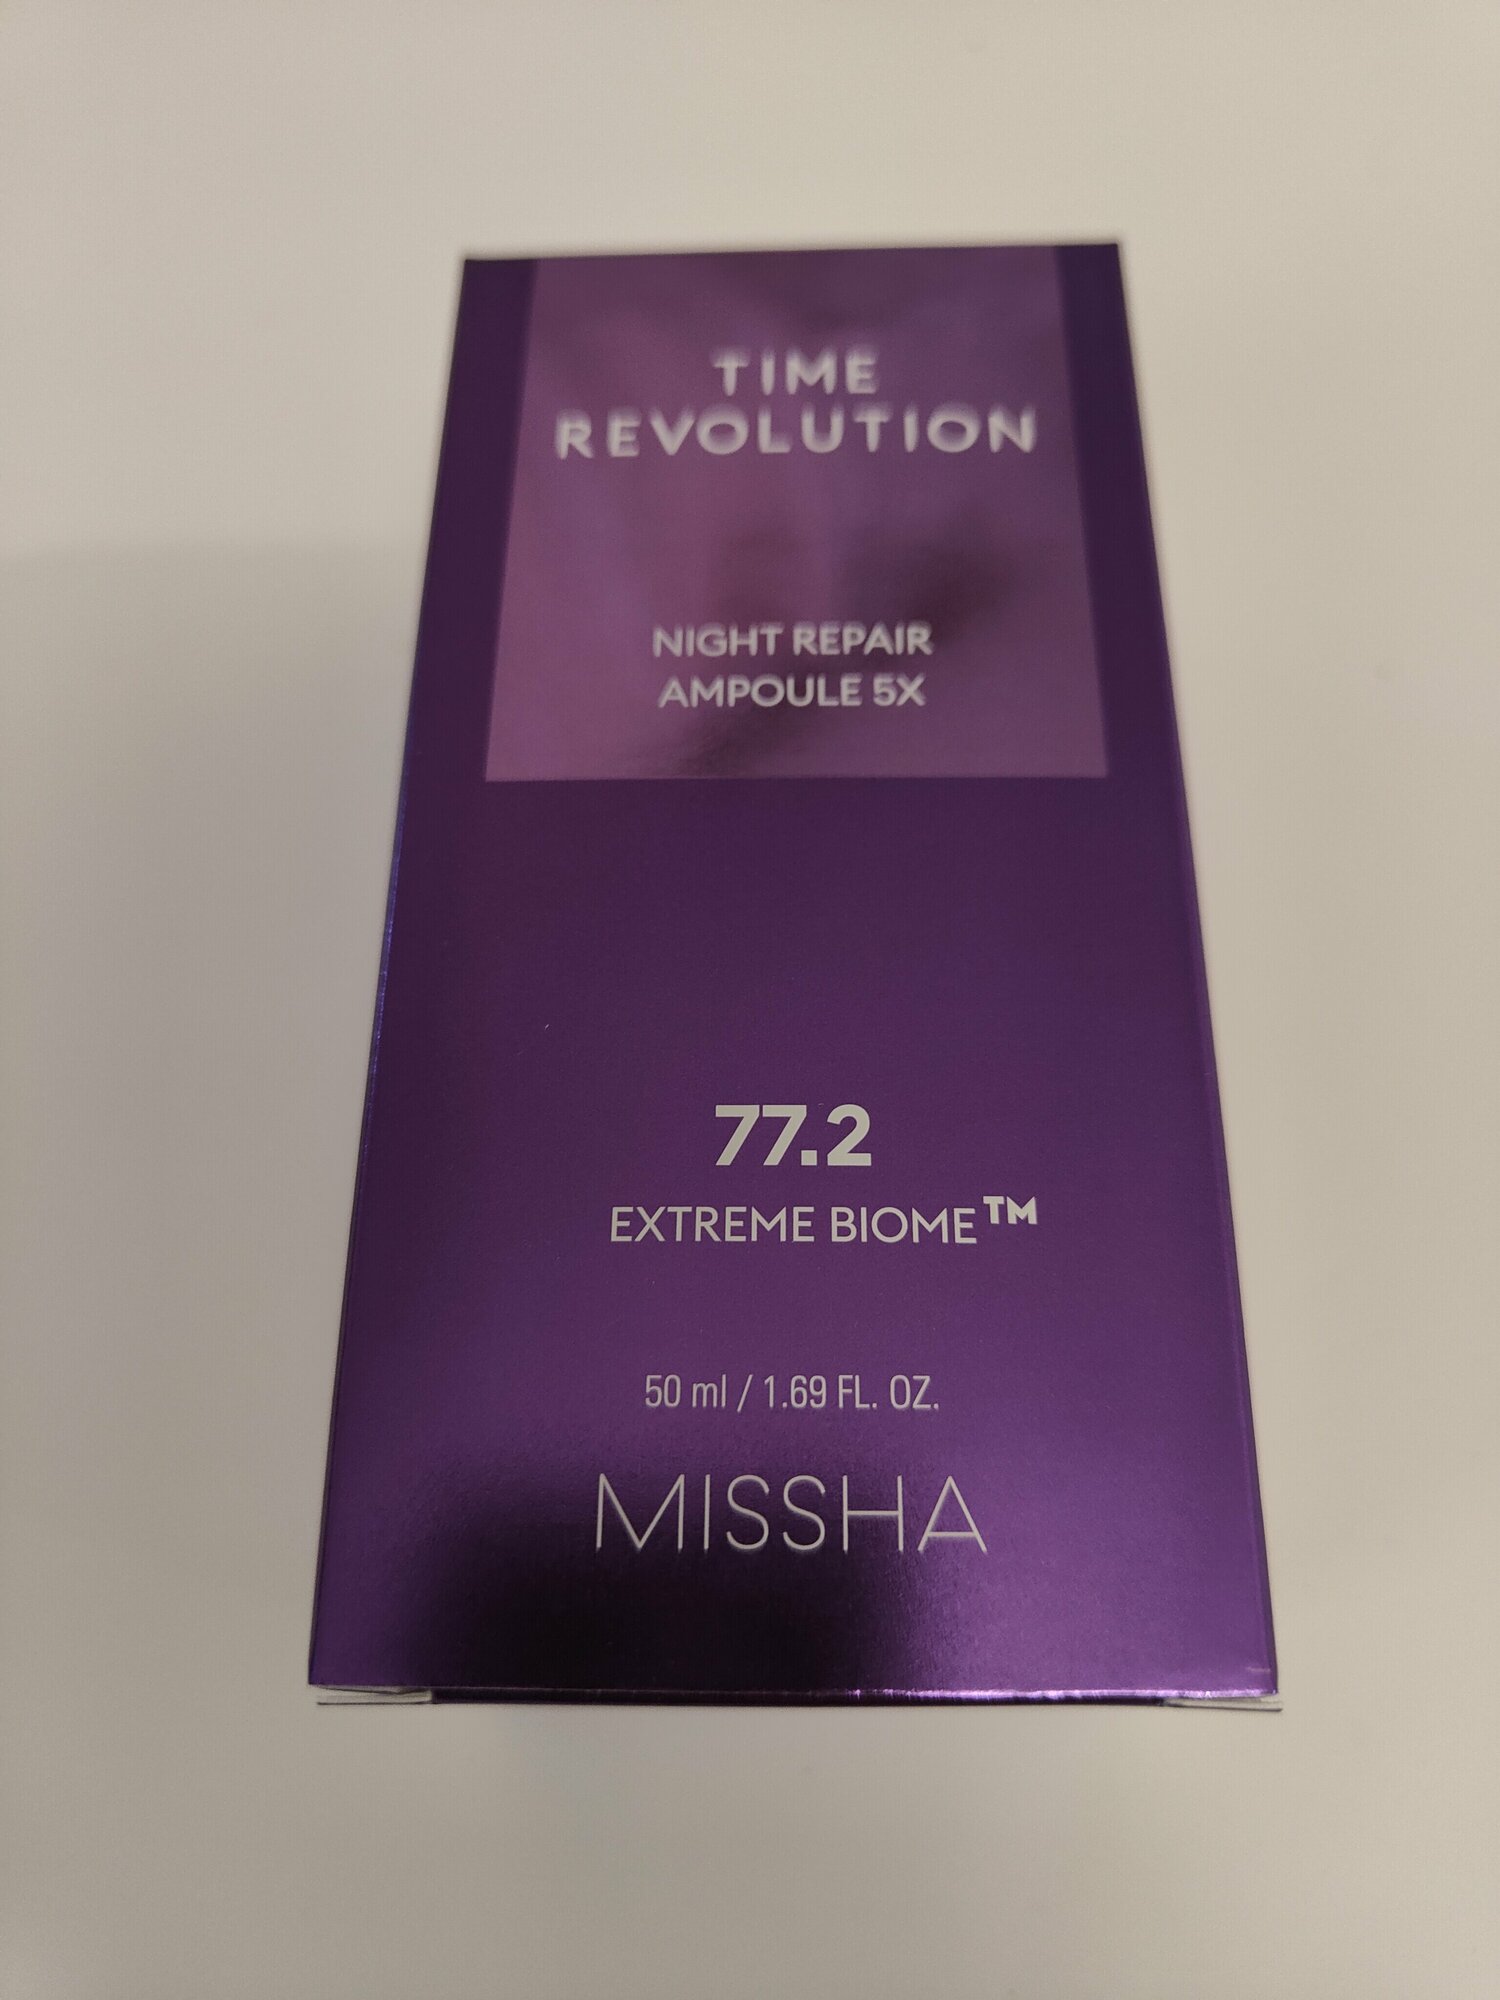 TIME
REVOLUTION
NIGHT REPAIR
AMPOULE 5X
77.2
EXTREME BIOME™
50 ml / 1.69 FL. OZ.
MISSHA